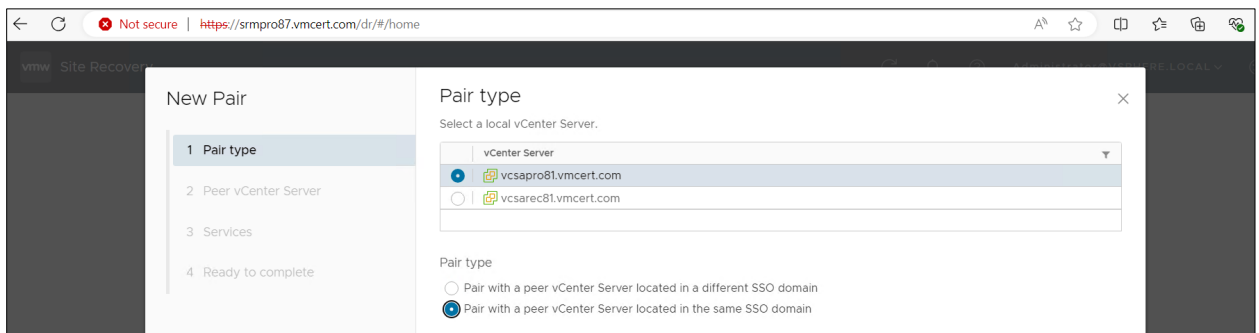 Not secure | https://srmpro87.vmcert.com/dr/#/home
vmw Site Recovery
Administrator@VSPHERE.LOCAL
New Pair
1 Pair type
2 Peer vCenter Server
3 Services
4 Ready to complete
Pair type
Select a local vCenter Server.
vCenter Server
vcsapro81.vmcert.com
vcsarec81.vmcert.com
Pair type
Pair with a peer vCenter Server located in a different SSO domain
Pair with a peer vCenter Server located in the same SSO domain